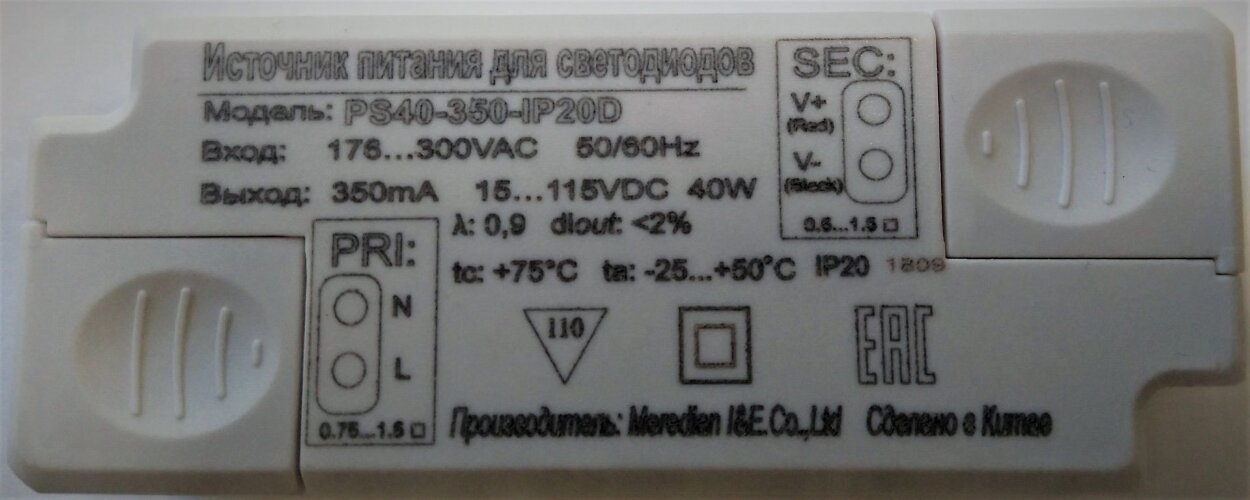 Источник питания для светодиодов
Модель: PS40-350-IP20D
Вход: 176...300VAC 50/60Hz
Выход: 350mA 15...115VDC 40W
λ: 0,9 dIout: <2%
tc: +75°C ta: -25...+50°C IP20 1809
SEC:
V+
(Red)
V-
(Black)
0.5...1.5
PRI:
N
L
0.75...1.5
110
EAC
Производитель: Meredian I&E.Co.,Ltd Сделано в Китае